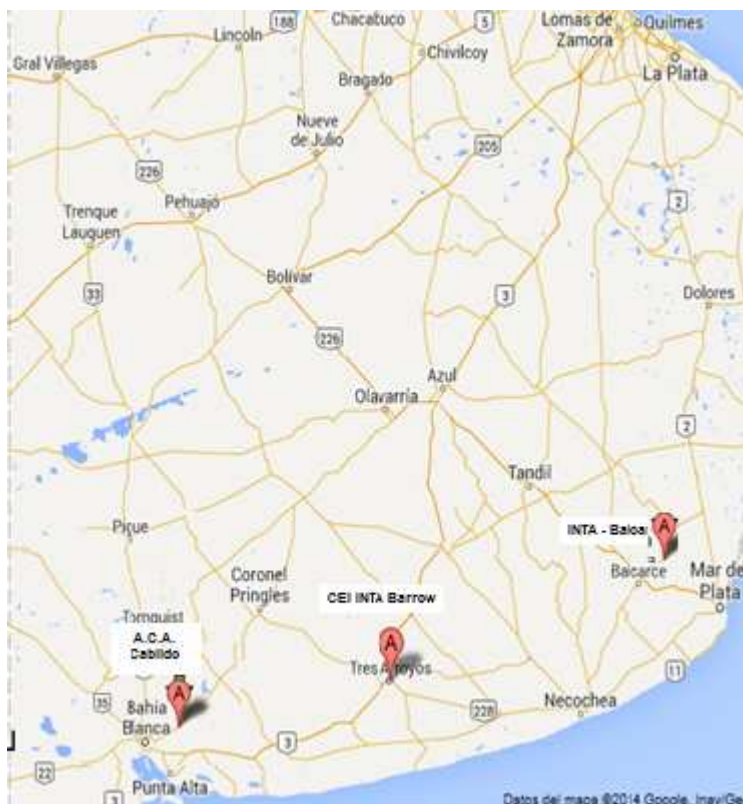 188
Chacabuco
5
Lomas de
Zamora
Quilmes
Lincoln
Chivilcoy
Gral Villegas
La Plata
Bragado
Nueve
de Julio
205
226
Pehuajó
2
Trenque
Lauquen
Bolívar
33
3
Dolores
226
Azul
Olavarría
2
Tandil
INTA - Balca
A
Pigüe
Coronel
Pringles
Balcarce
Mar de
Plata
CEI INTA Barrow
Tornquist
A.C.A.
Cabildo
A
Tres Arroyos
11
A
35
Bahía
Blanca
Necochea
228
3
22
Punta Alta
3
Datos del mapa ©2014 Google, Inav/Ge